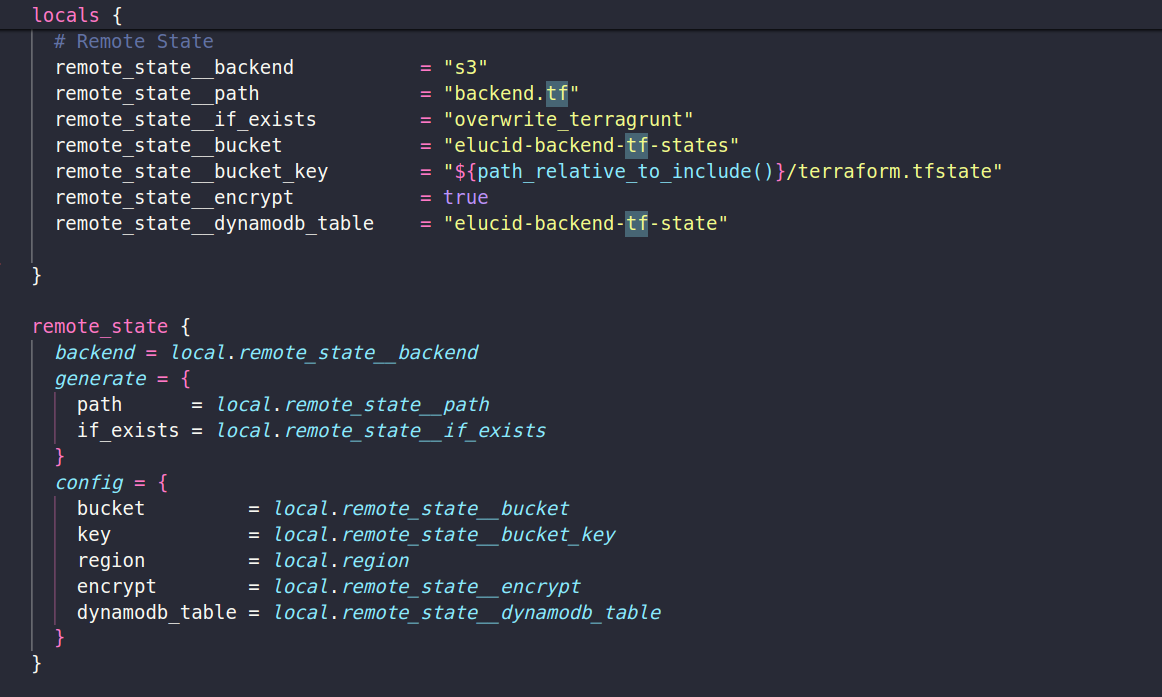 locals {
  # Remote State
  remote_state__backend           = "s3"
  remote_state__path              = "backend.tf"
  remote_state__if_exists         = "overwrite_terragrunt"
  remote_state__bucket            = "elucid-backend-tf-states"
  remote_state__bucket_key        = "${path_relative_to_include()}/terraform.tfstate"
  remote_state__encrypt           = true
  remote_state__dynamodb_table    = "elucid-backend-tf-state"
}
remote_state {
  backend = local.remote_state__backend
  generate = {
    path      = local.remote_state__path
    if_exists = local.remote_state__if_exists
  }
  config = {
    bucket         = local.remote_state__bucket
    key            = local.remote_state__bucket_key
    region         = local.region
    encrypt        = local.remote_state__encrypt
    dynamodb_table = local.remote_state__dynamodb_table
  }
}